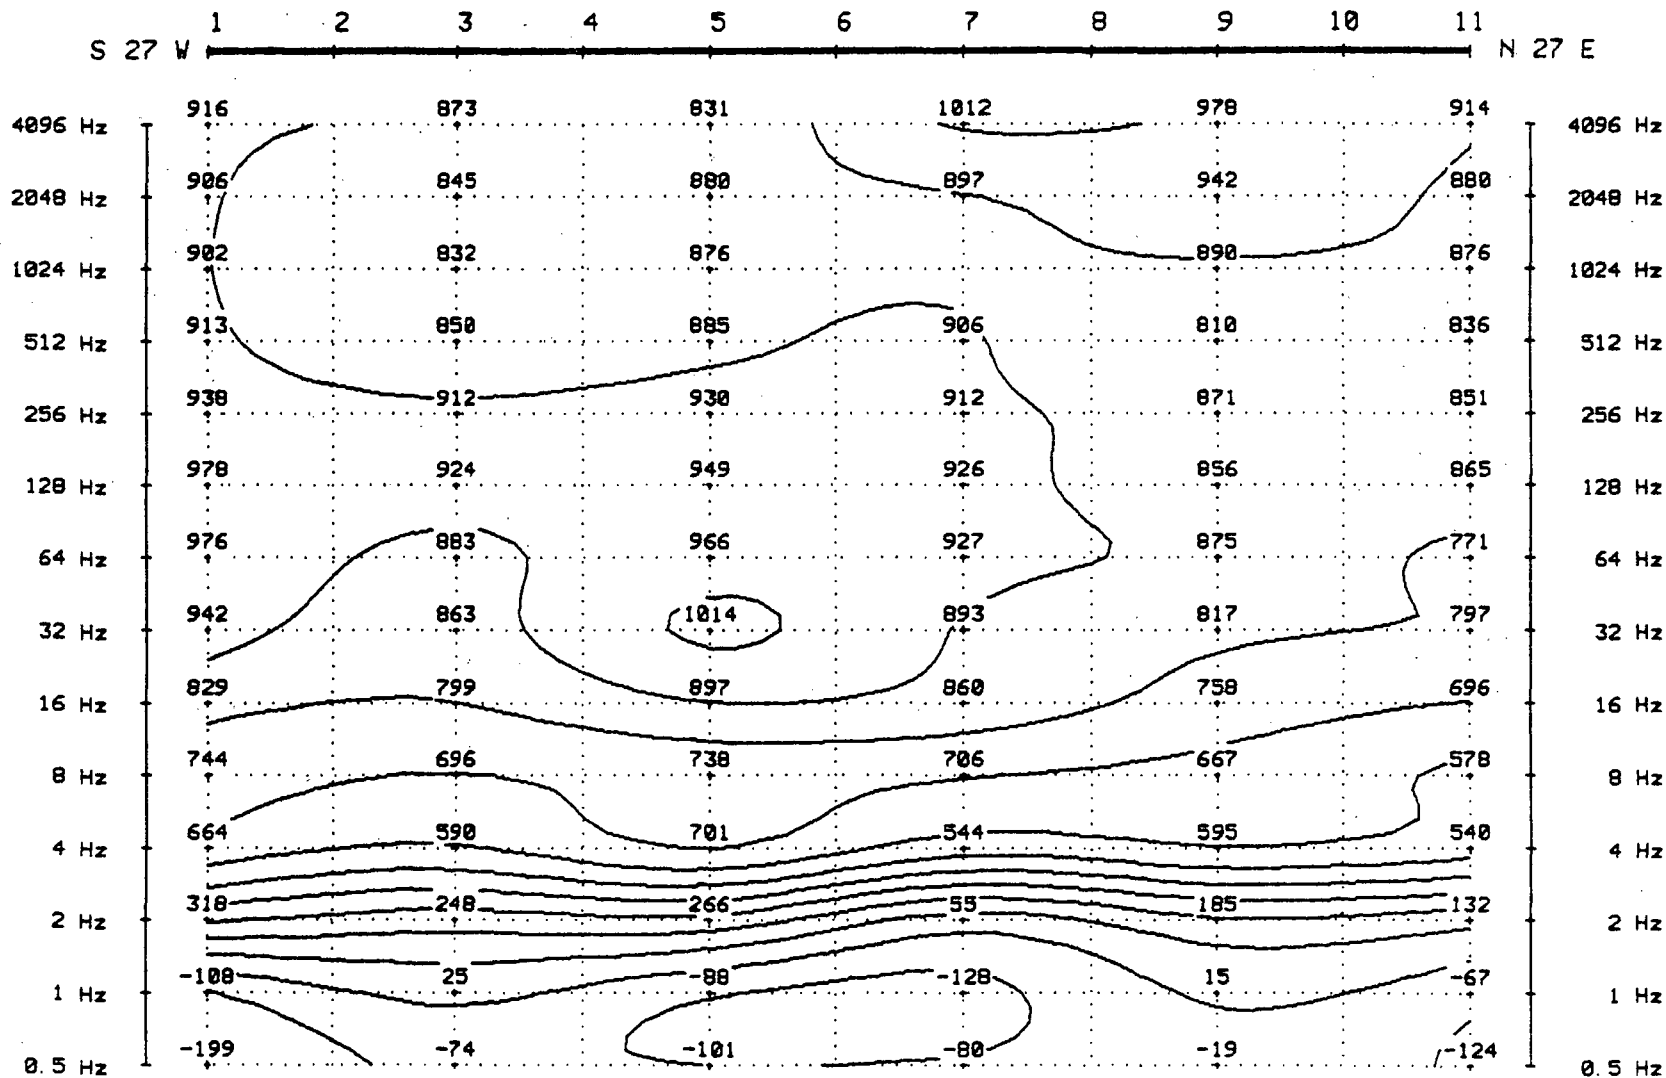 1 2 3 4 5 6 7 8 9 10 11
S 27 W N 27 E
916 873 831 1012 978 914
4096 Hz 4096 Hz
906 845 880 897 942 880
2048 Hz 2048 Hz
902 832 876 890 876
1024 Hz 1024 Hz
913 850 885 906 810 836
512 Hz 512 Hz
938 912 930 912 871 851
256 Hz 256 Hz
978 924 949 926 856 865
128 Hz 128 Hz
976 883 966 927 875 771
64 Hz 64 Hz
942 863 1014 893 817 797
32 Hz 32 Hz
829 799 897 860 758 696
16 Hz 16 Hz
744 696 738 706 667 578
8 Hz 8 Hz
664 590 701 544 595 540
4 Hz 4 Hz
318 248 266 55 185 132
2 Hz 2 Hz
-108 25 -88 -128 15 -67
1 Hz 1 Hz
-199 -74 -101 -80 -19 -124
0.5 Hz 0.5 Hz